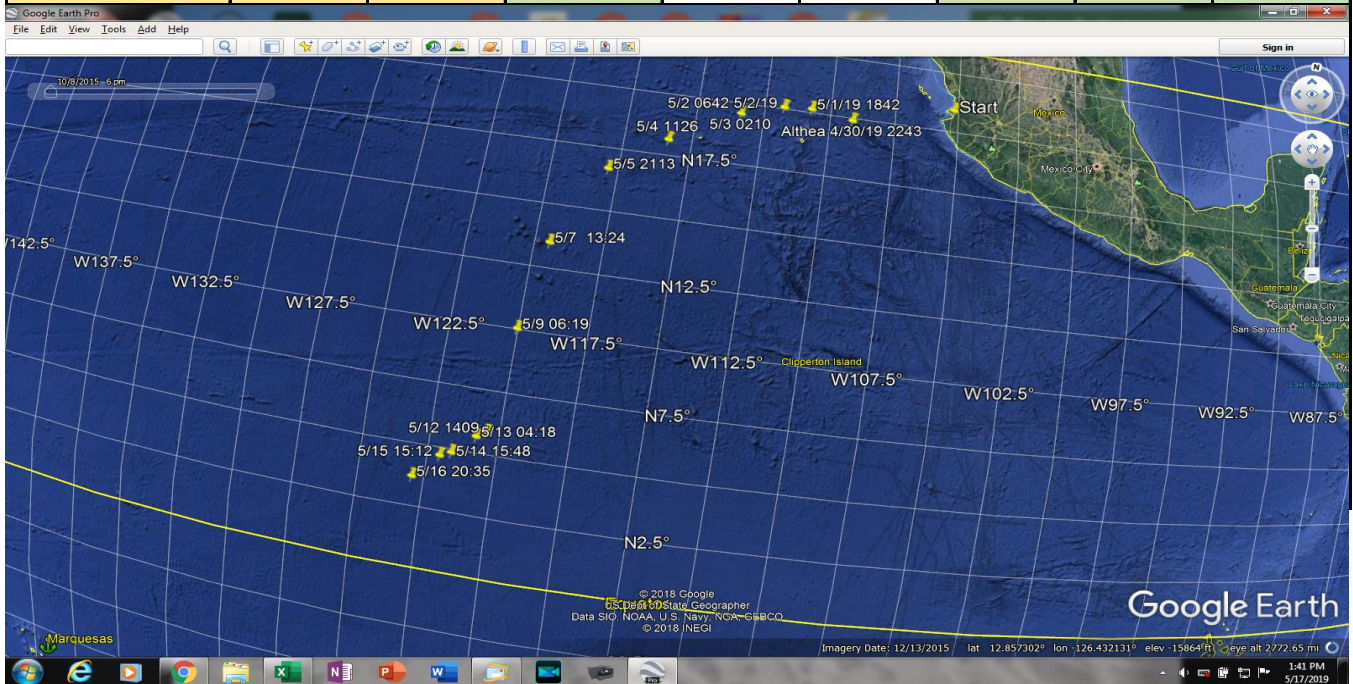 Google Earth Pro
File Edit View Tools Add Help
Sign in
10/8/2015 6 pm
Gulf of Mexico
N
5/2 0642 5/2/19
5/1/19 1842
Start
Mexico
5/4 1126
5/3 0210
Althea 4/30/19 2243
5/5 2113
N17.5°
Mexico City
5/7 13:24
W142.5°
W137.5°
W132.5°
W127.5°
W122.5°
N12.5°
Belize
Guatemala
Guatemala City
Tegucigalpa
San Salvador
5/9 06:19
W117.5°
W112.5°
Clipperton Island
W107.5°
W102.5°
W97.5°
W92.5°
W87.5°
Lake Nicaragua
N7.5°
5/12 1409
5/13 04:18
5/15 15:12
5/14 15:48
5/16 20:35
N2.5°
Equator
© 2018 Google
US Dept of State Geographer
Data SIO, NOAA, U.S. Navy, NGA, GEBCO
© 2018 INEGI
Google Earth
Marquesas
Imagery Date: 12/13/2015 lat 12.857302° lon -126.432131° elev -15864 ft eye alt 2772.65 mi
1:41 PM
5/17/2019